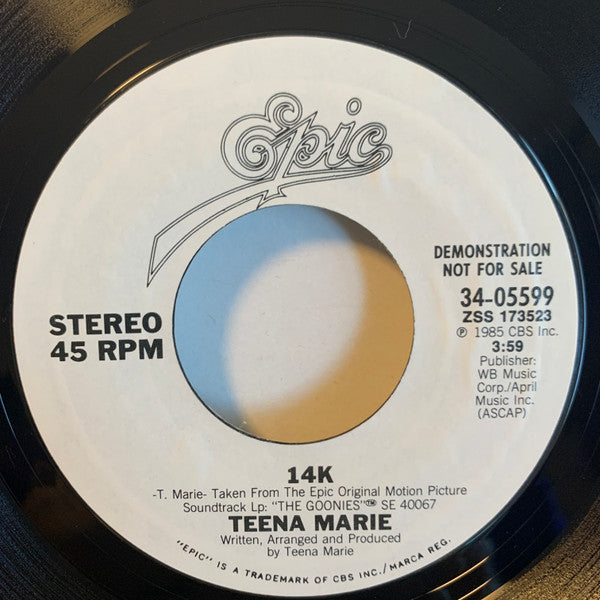 Epic
DEMONSTRATION
NOT FOR SALE
34-05599
ZSS 173523
℗ 1985 CBS Inc.
3:59
Publisher:
WB Music
Corp./April
Music Inc.
(ASCAP)
STEREO
45 RPM
14K
-T. Marie- Taken From The Epic Original Motion Picture
Soundtrack Lp: "THE GOONIES"™ SE 40067
TEENA MARIE
Written, Arranged and Produced
by Teena Marie
"EPIC" IS A TRADEMARK OF CBS INC./MARCA REG.